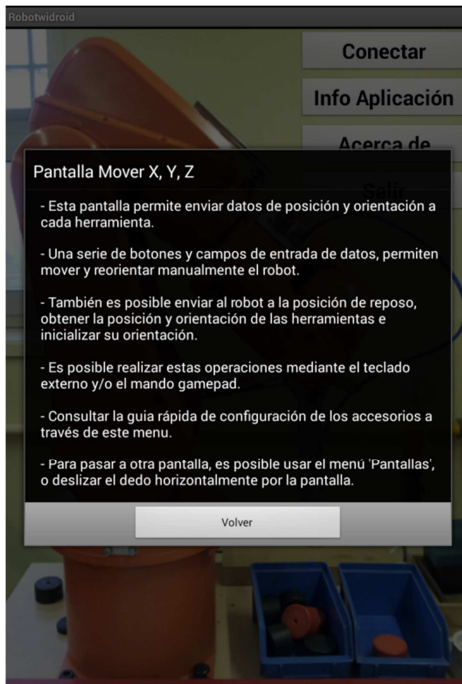 Robotwidroid
Conectar
Info Aplicación
Acerca de
Salir
Pantalla Mover X, Y, Z
- Esta pantalla permite enviar datos de posición y orientación a
cada herramienta.
- Una serie de botones y campos de entrada de datos, permiten
mover y reorientar manualmente el robot.
- También es posible enviar al robot a la posición de reposo,
obtener la posición y orientación de las herramientas e
inicializar su orientación.
- Es posible realizar estas operaciones mediante el teclado
externo y/o el mando gamepad.
- Consultar la guia rápida de configuración de los accesorios a
través de este menu.
- Para pasar a otra pantalla, es posible usar el menú 'Pantallas',
o deslizar el dedo horizontalmente por la pantalla.
Volver